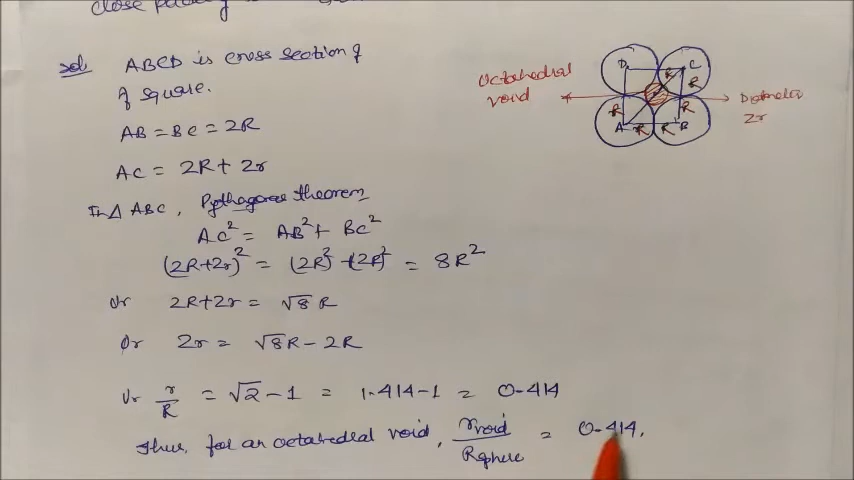 close packing
Sol. ABCD is cross section of
of square.
AB = BC = 2R
AC = 2R + 2r
In △ ABC, Pythagoras theorem
AC² = AB² + BC²
(2R+2r)² = (2R)² + (2R)² = 8R²
Or 2R+2r = √8 R
Or 2r = √8R - 2R
Or r/R = √2 - 1 = 1.414-1 = 0.414
Thus, for an octahedral void, rvoid/Rsphere = 0.414.
Octahedral
void
D
C
R
R
R
R
A
R
R
B
Diameter
2r